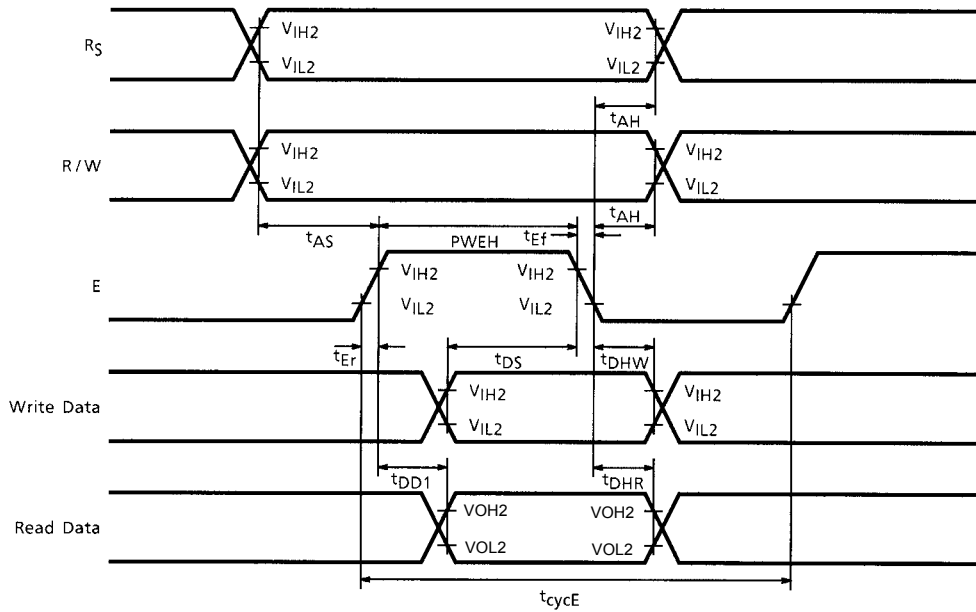 RS
VIH2 VIH2
VIL2 VIL2
tAH
R/W
VIH2 VIH2
VIL2 VIL2
tAH
tAS PWEH tEf
E
VIH2 VIH2
VIL2 VIL2
tEr tDS tDHW
Write Data
VIH2 VIH2
VIL2 VIL2
tDD1 tDHR
Read Data
VOH2 VOH2
VOL2 VOL2
tcycE